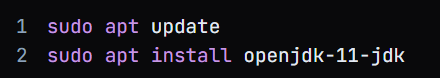 1 sudo apt update
2 sudo apt install openjdk-11-jdk